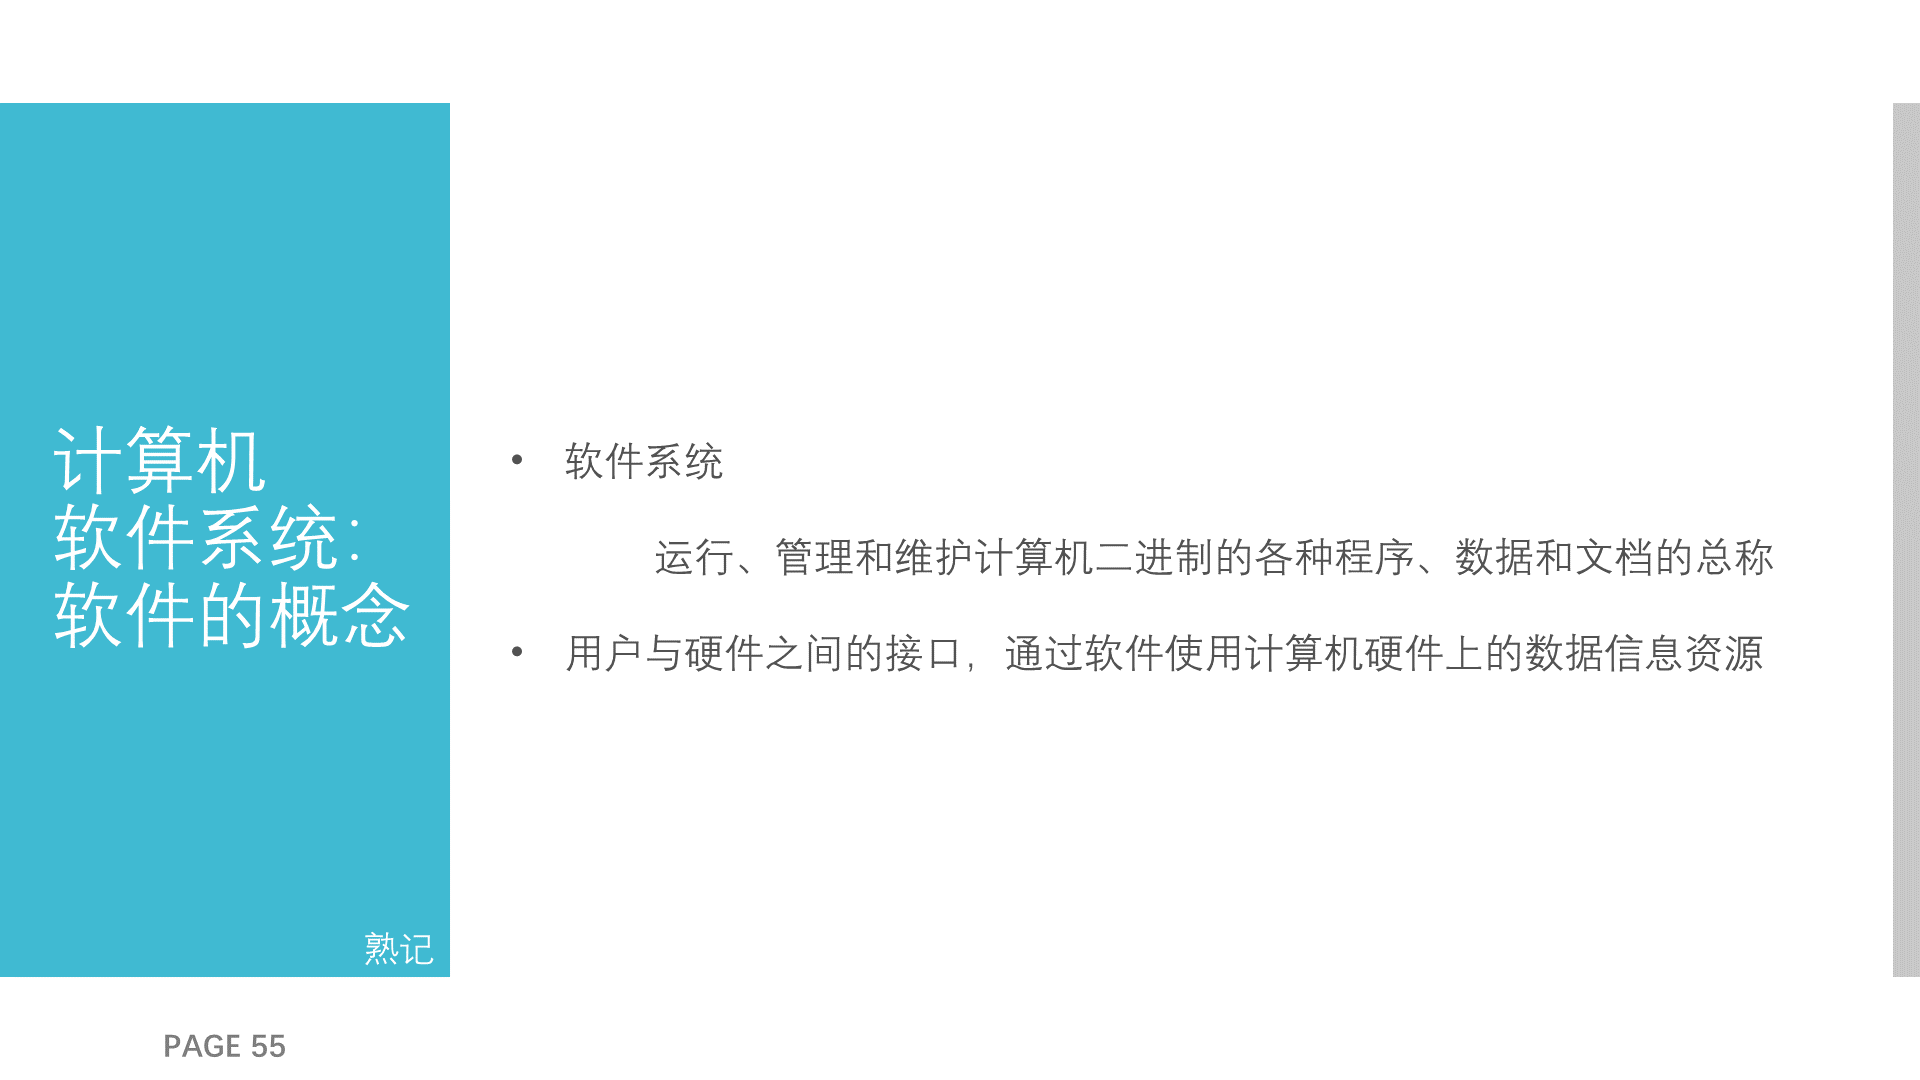 计算机
软件系统：
软件的概念
熟记
• 软件系统
运行、管理和维护计算机二进制的各种程序、数据和文档的总称
• 用户与硬件之间的接口，通过软件使用计算机硬件上的数据信息资源
PAGE 55